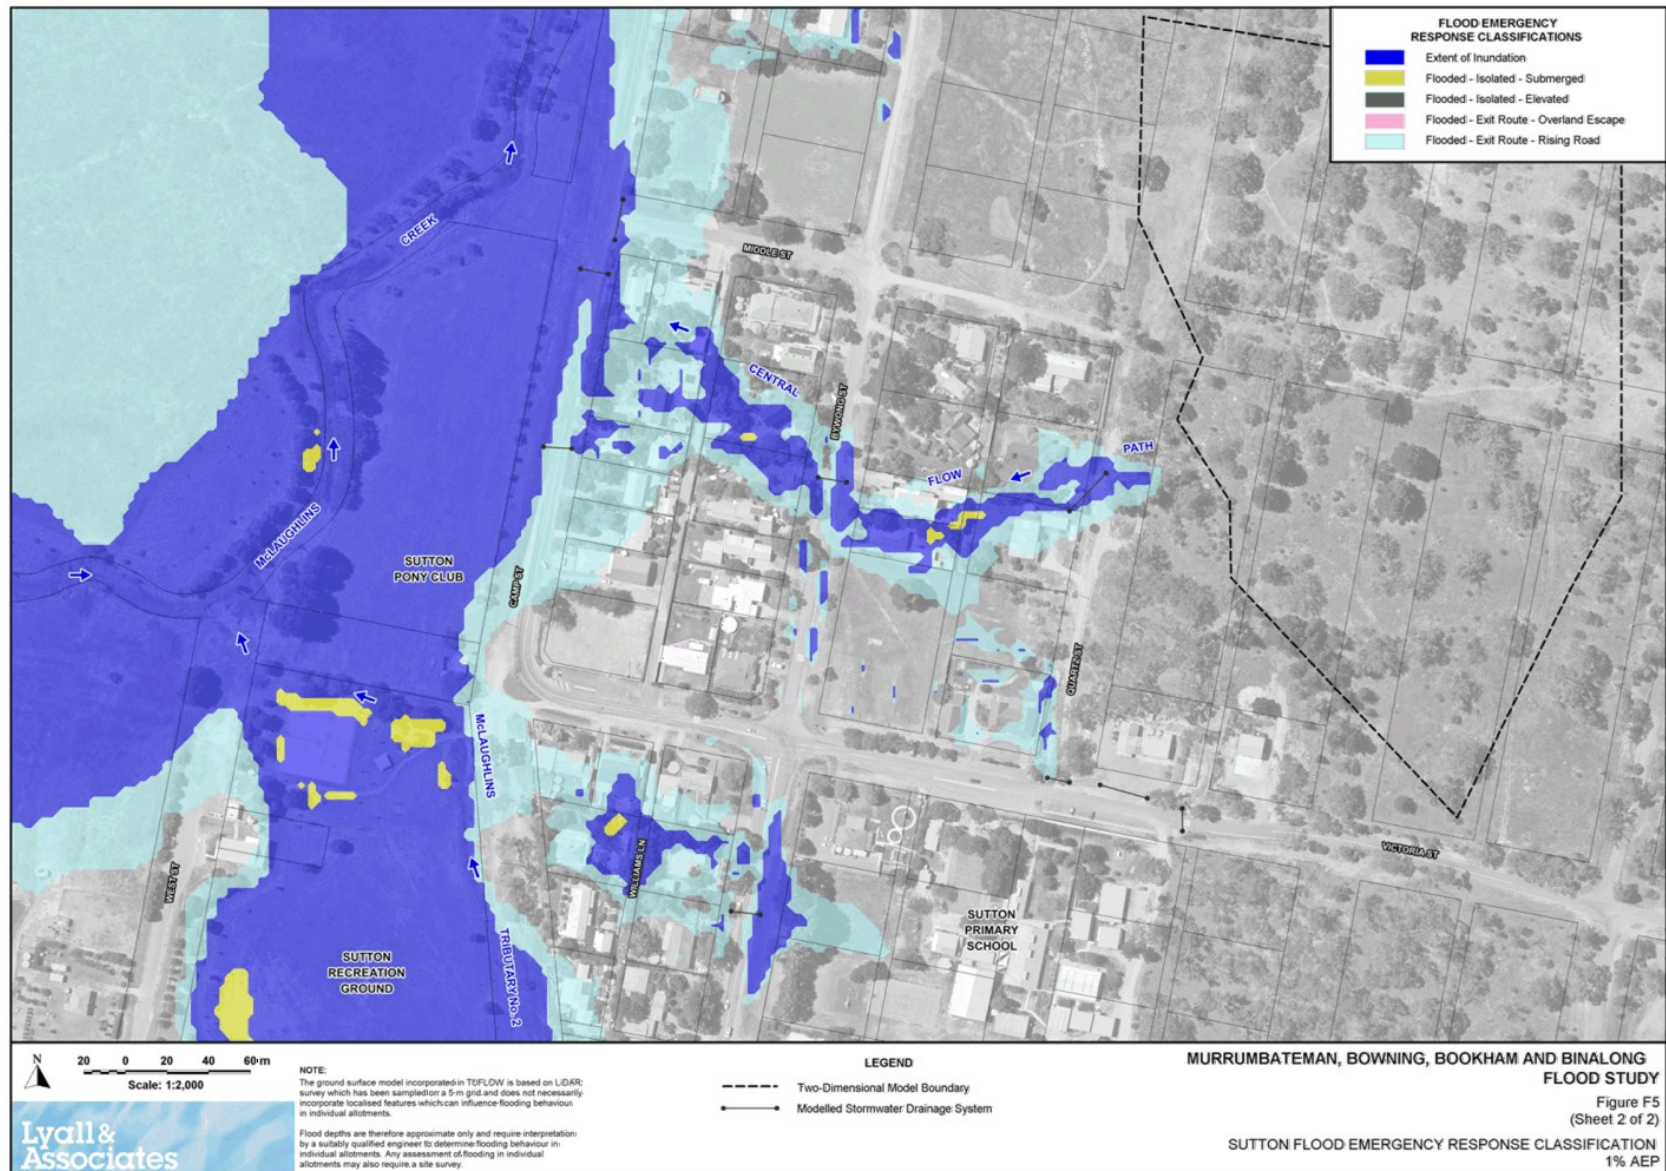 FLOOD EMERGENCY
RESPONSE CLASSIFICATIONS
Extent of Inundation
Flooded - Isolated - Submerged
Flooded - Isolated - Elevated
Flooded - Exit Route - Overland Escape
Flooded - Exit Route - Rising Road
CREEK
MIDDLE ST
CENTRAL
BYWONG ST
PATH
FLOW
McLAUGHLINS
SUTTON
PONY CLUB
CAMP ST
QUARTZ ST
McLAUGHLINS
WILLIAMS LN
VICTORIA ST
WEST ST
SUTTON
PRIMARY
SCHOOL
SUTTON
RECREATION
GROUND
TRIBUTARY No. 2
N
20 0 20 40 60 m
Scale: 1:2,000
Lyall &
Associates
NOTE:
The ground surface model incorporated in TUFLOW is based on LiDAR
survey which has been sampled on a 5 m grid and does not necessarily
incorporate localised features which can influence flooding behaviour
in individual allotments.
Flood depths are therefore approximate only and require interpretation
by a suitably qualified engineer to determine flooding behaviour in
individual allotments. Any assessment of flooding in individual
allotments may also require a site survey.
LEGEND
Two-Dimensional Model Boundary
Modelled Stormwater Drainage System
MURRUMBATEMAN, BOWNING, BOOKHAM AND BINALONG
FLOOD STUDY
Figure F5
(Sheet 2 of 2)
SUTTON FLOOD EMERGENCY RESPONSE CLASSIFICATION
1% AEP